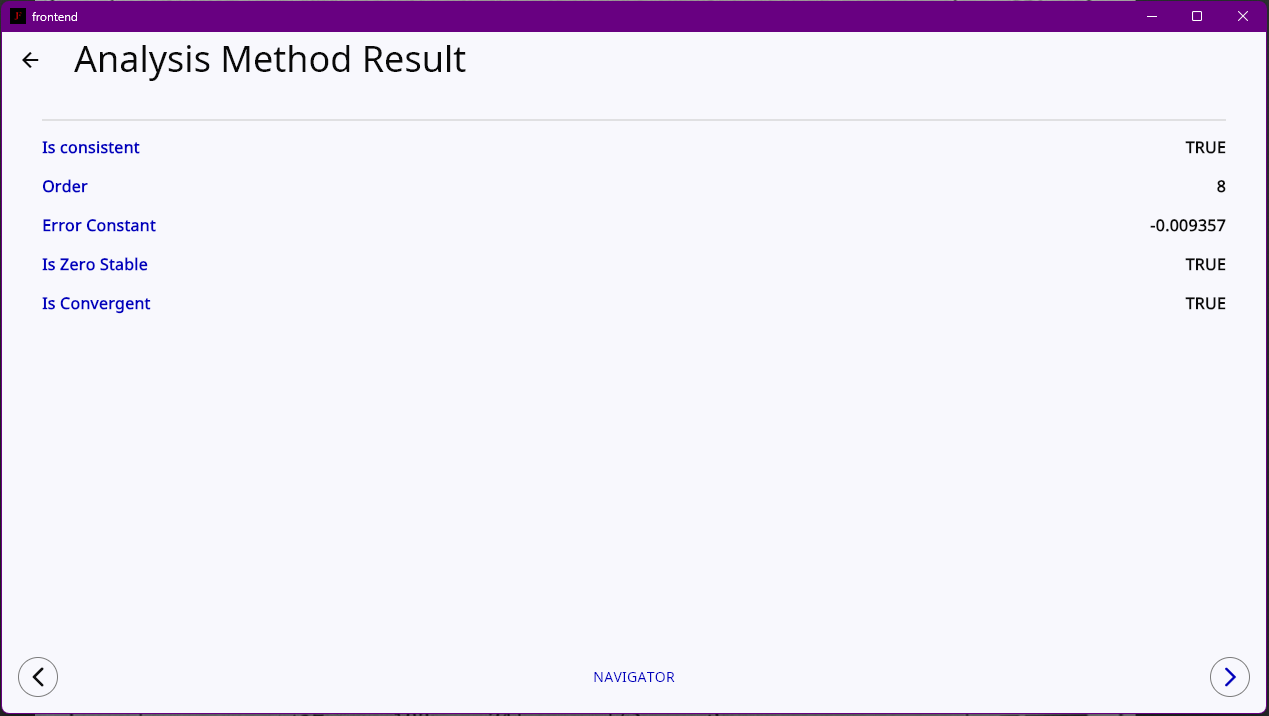 frontend
Analysis Method Result
Is consistent TRUE
Order 8
Error Constant -0.009357
Is Zero Stable TRUE
Is Convergent TRUE
NAVIGATOR